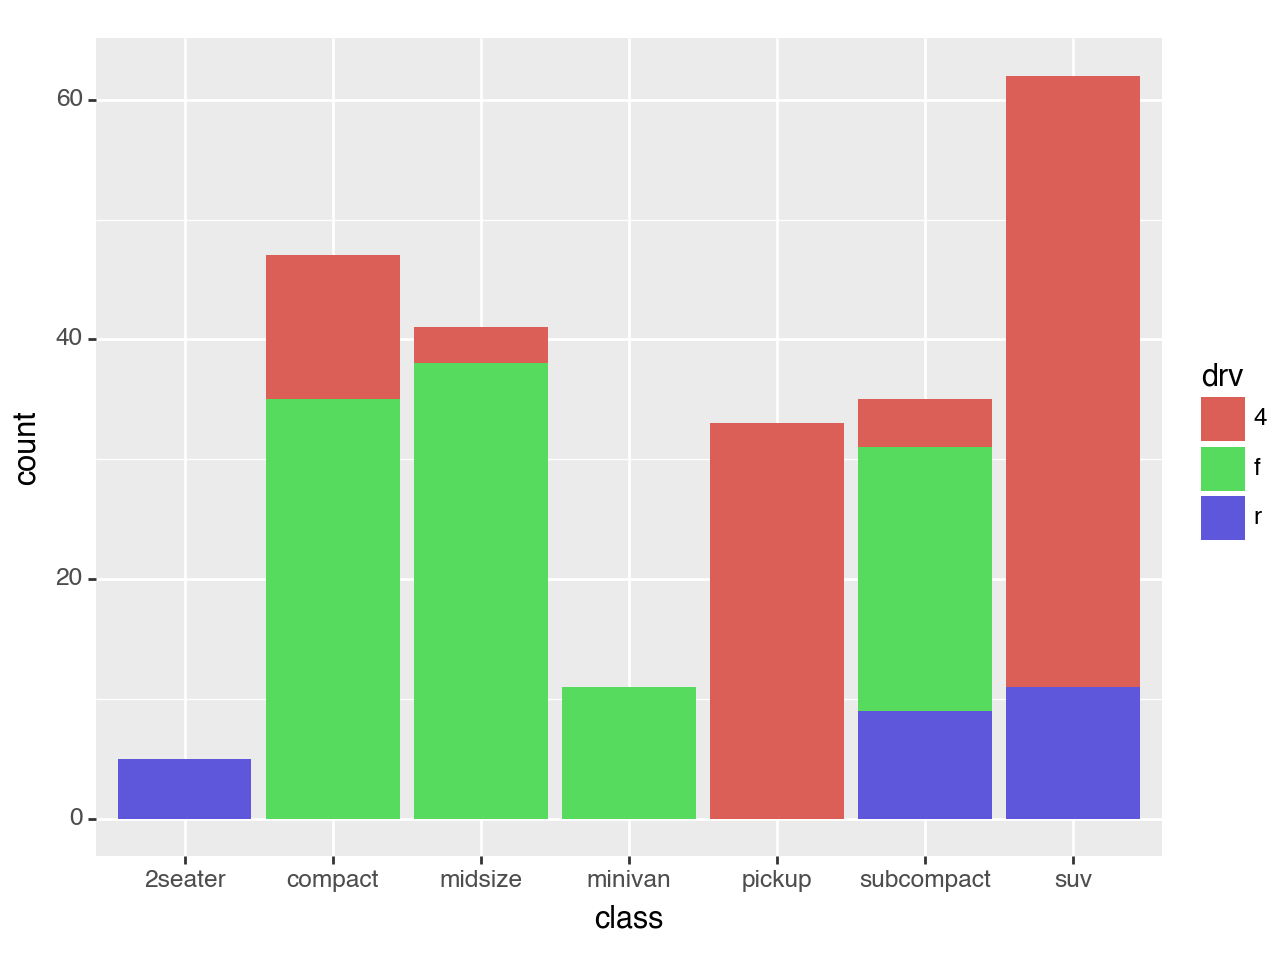 60
40
20
0
count
2seater compact midsize minivan pickup subcompact suv
class
drv
4
f
r